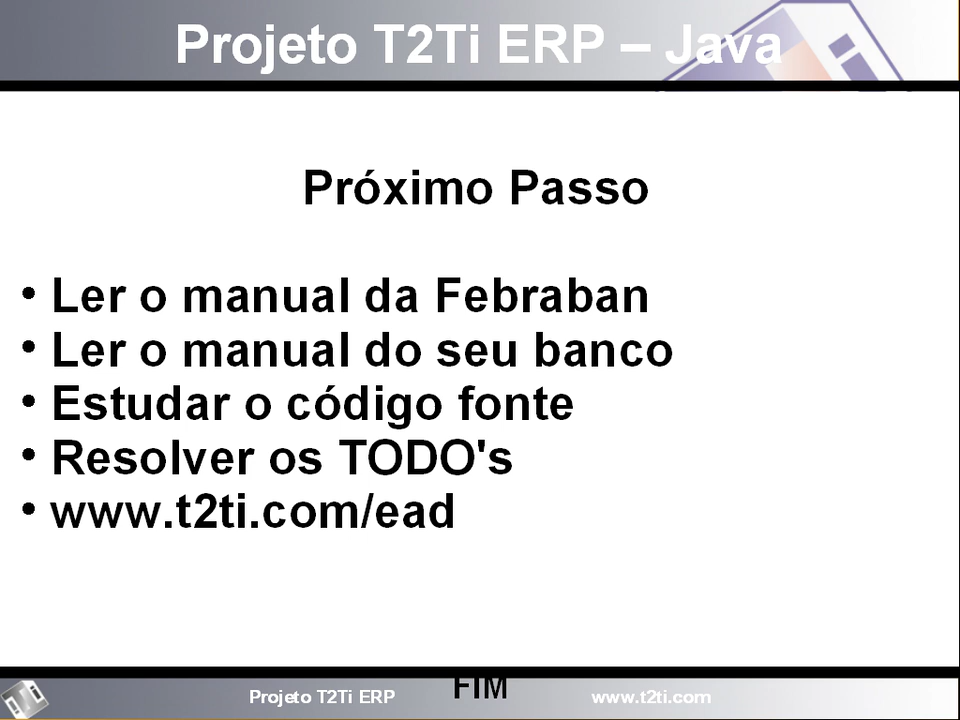 Projeto T2Ti ERP – Java
Próximo Passo
• Ler o manual da Febraban
• Ler o manual do seu banco
• Estudar o código fonte
• Resolver os TODO's
• www.t2ti.com/ead
Projeto T2Ti ERP
FIM
www.t2ti.com